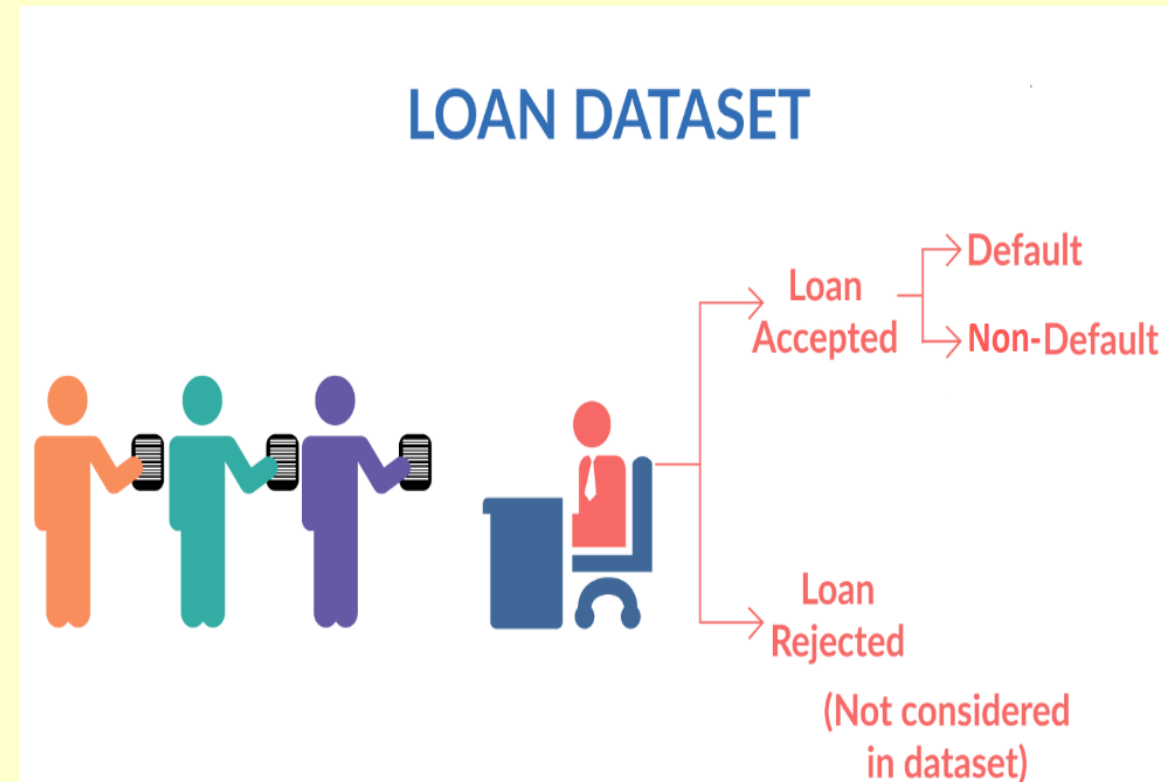 LOAN DATASET
Default
Loan
Accepted
Non-Default
Loan
Rejected
(Not considered
in dataset)